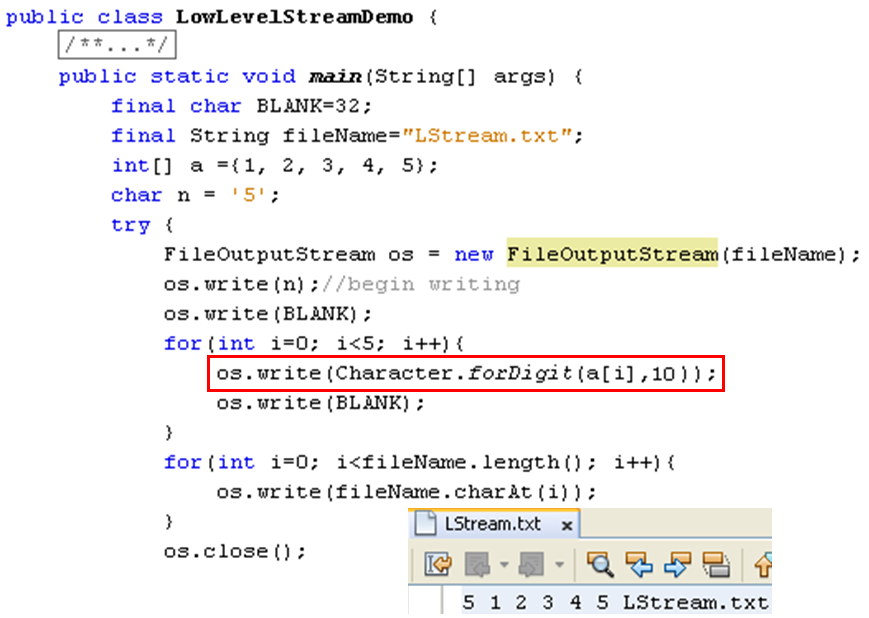 public class LowLevelStreamDemo {
/**...*/
public static void main(String[] args) {
final char BLANK=32;
final String fileName="LStream.txt";
int[] a ={1, 2, 3, 4, 5};
char n = '5';
try {
FileOutputStream os = new FileOutputStream(fileName);
os.write(n);//begin writing
os.write(BLANK);
for(int i=0; i<5; i++){
os.write(Character.forDigit(a[i],10));
os.write(BLANK);
}
for(int i=0; i<fileName.length(); i++){
os.write(fileName.charAt(i));
}
os.close();
LStream.txt x
5 1 2 3 4 5 LStream.txt